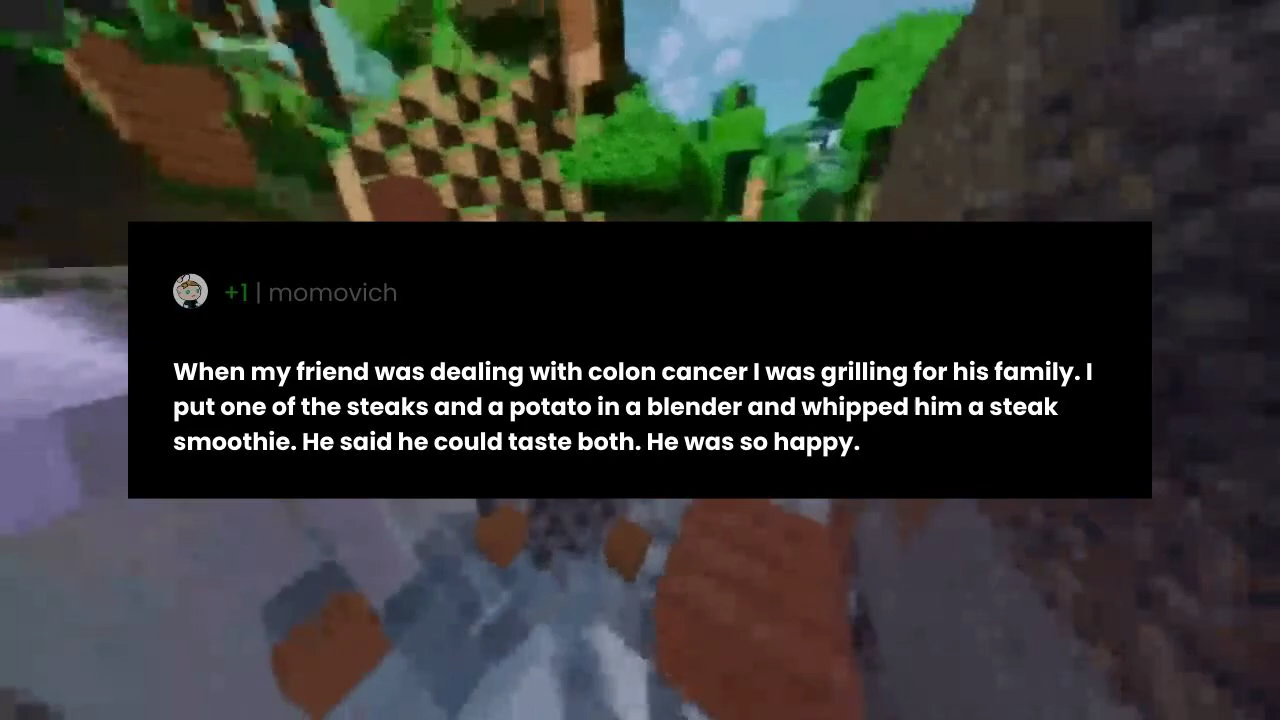 +1 | momovich
When my friend was dealing with colon cancer I was grilling for his family. I
put one of the steaks and a potato in a blender and whipped him a steak
smoothie. He said he could taste both. He was so happy.